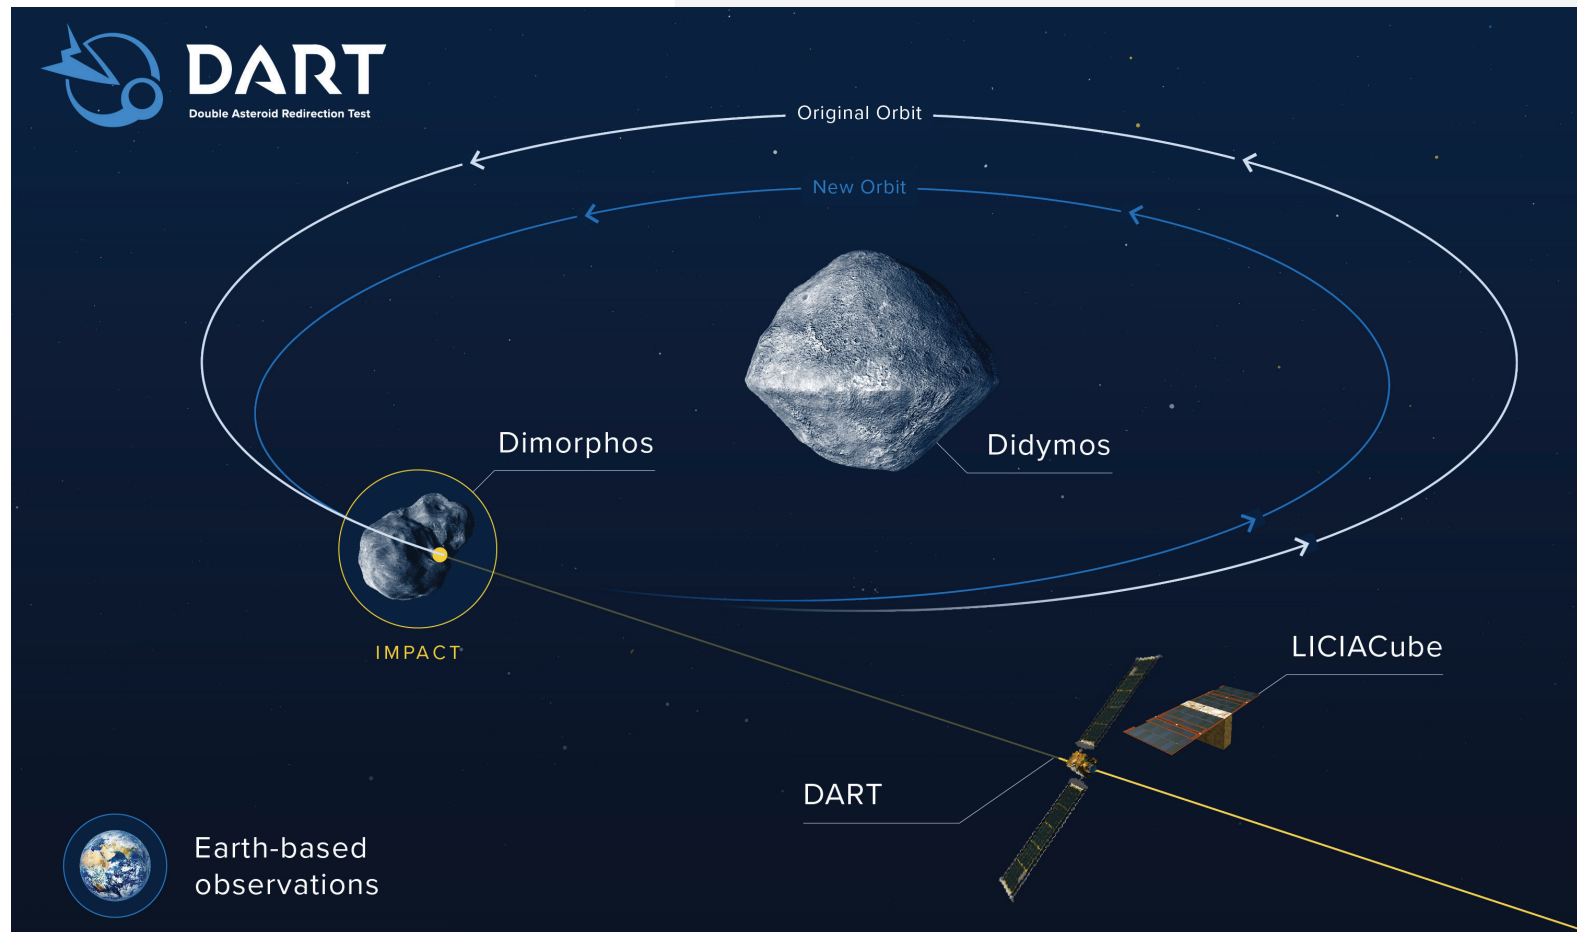 DART
Double Asteroid Redirection Test
Original Orbit
New Orbit
Dimorphos
Didymos
IMPACT
LICIACube
DART
Earth-based
observations